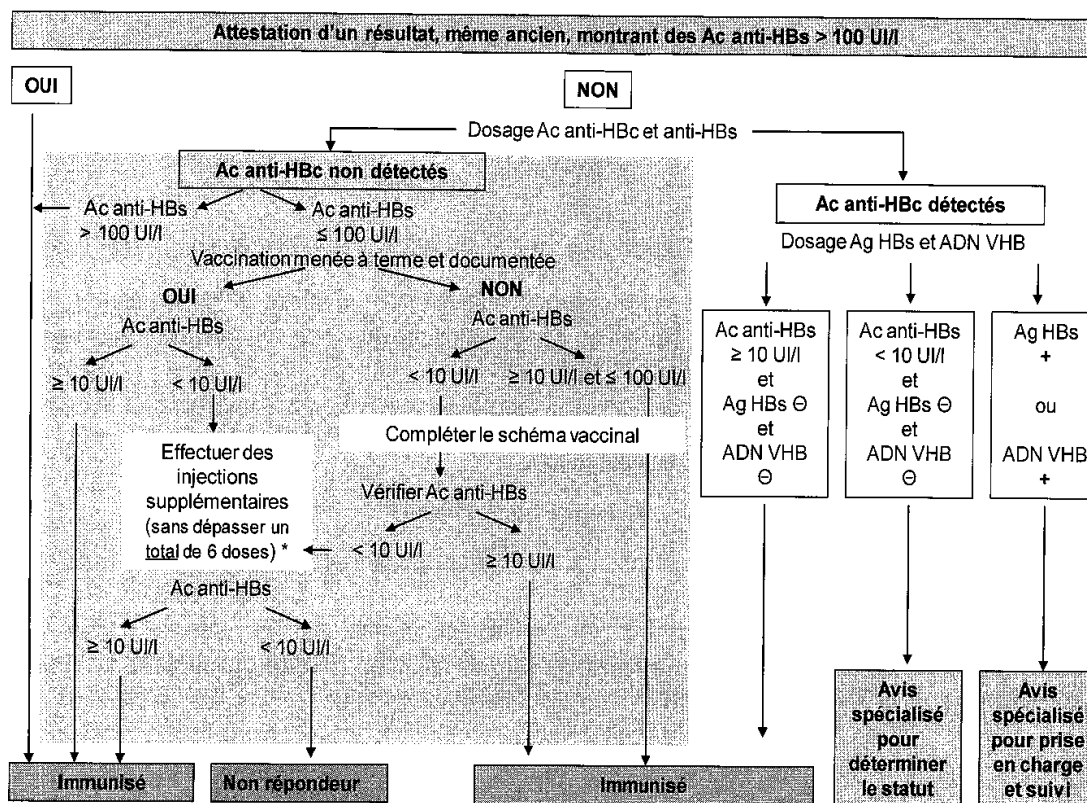 Attestation d'un résultat, même ancien, montrant des Ac anti-HBs > 100 UI/l
OUI
NON
Dosage Ac anti-HBc et anti-HBs
Ac anti-HBc non détectés
Ac anti-HBs
> 100 UI/l
Ac anti-HBs
≤ 100 UI/l
Vaccination menée à terme et documentée
OUI
Ac anti-HBs
≥ 10 UI/l
< 10 UI/l
NON
Ac anti-HBs
< 10 UI/l
≥ 10 UI/l et ≤ 100 UI/l
Effectuer des
injections
supplémentaires
(sans dépasser un
total de 6 doses) *
Compléter le schéma vaccinal
Vérifier Ac anti-HBs
< 10 UI/l
≥ 10 UI/l
Ac anti-HBs
≥ 10 UI/l
< 10 UI/l
Ac anti-HBc détectés
Dosage Ag HBs et ADN VHB
Ac anti-HBs
≥ 10 UI/l
et
Ag HBs ⊖
et
ADN VHB
⊖
Ac anti-HBs
< 10 UI/l
et
Ag HBs ⊖
et
ADN VHB
⊖
Ag HBs
+
ou
ADN VHB
+
Immunisé
Non répondeur
Immunisé
Avis
spécialisé
pour
déterminer
le statut
Avis
spécialisé
pour prise
en charge
et suivi